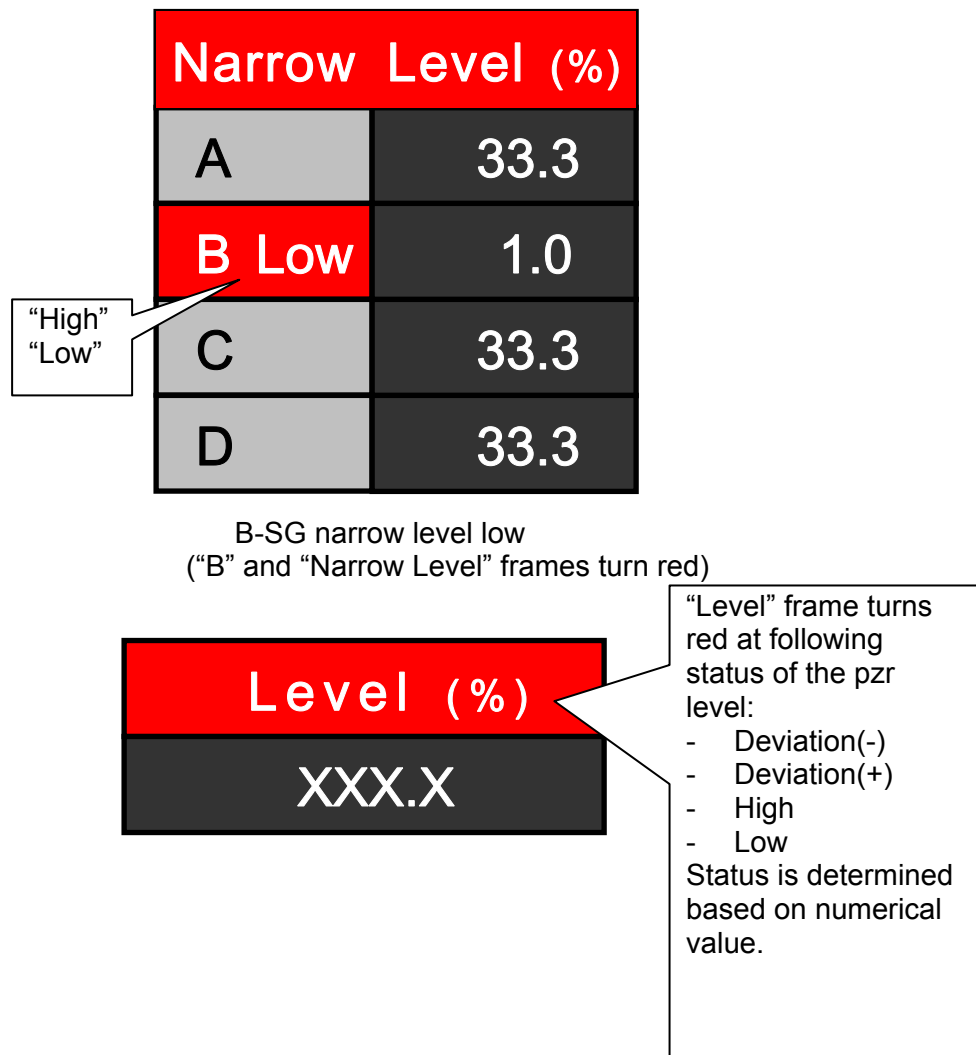 Narrow Level (%)
A 33.3
B Low 1.0
“High”
“Low”
C 33.3
D 33.3
B-SG narrow level low
(“B” and “Narrow Level” frames turn red)
Level (%)
XXX.X
“Level” frame turns
red at following
status of the pzr
level:
- Deviation(-)
- Deviation(+)
- High
- Low
Status is determined
based on numerical
value.